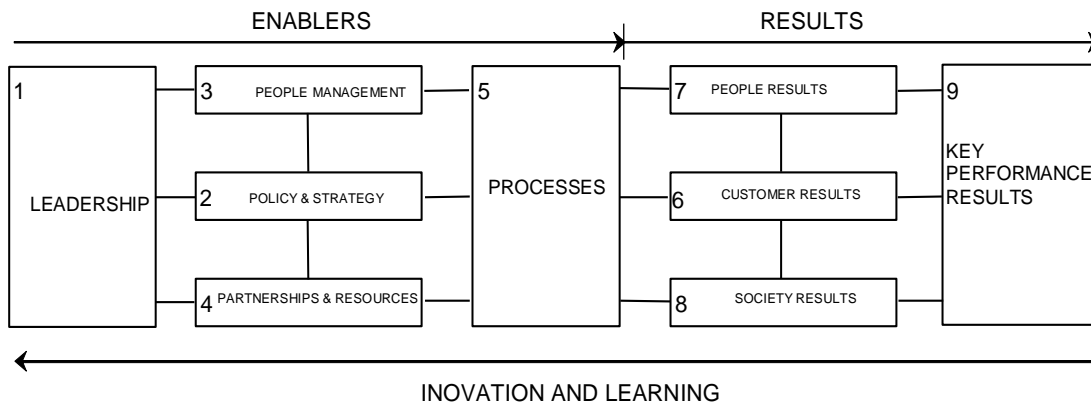 ENABLERS
RESULTS
1
LEADERSHIP
3
PEOPLE MANAGEMENT
2
POLICY & STRATEGY
4
PARTNERSHIPS & RESOURCES
5
PROCESSES
7
PEOPLE RESULTS
6
CUSTOMER RESULTS
8
SOCIETY RESULTS
9
KEY
PERFORMANCE
RESULTS
INOVATION AND LEARNING